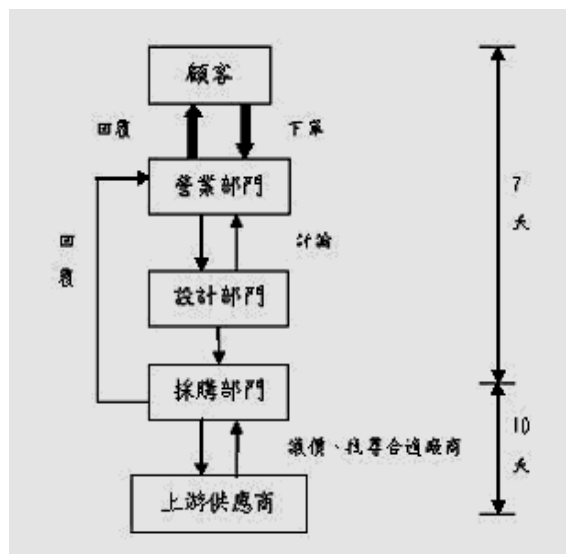 顧客
回覆
下單
營業部門
7
天
討論
回
覆
設計部門
採購部門
10
天
議價、找尋合適廠商
上游供應商